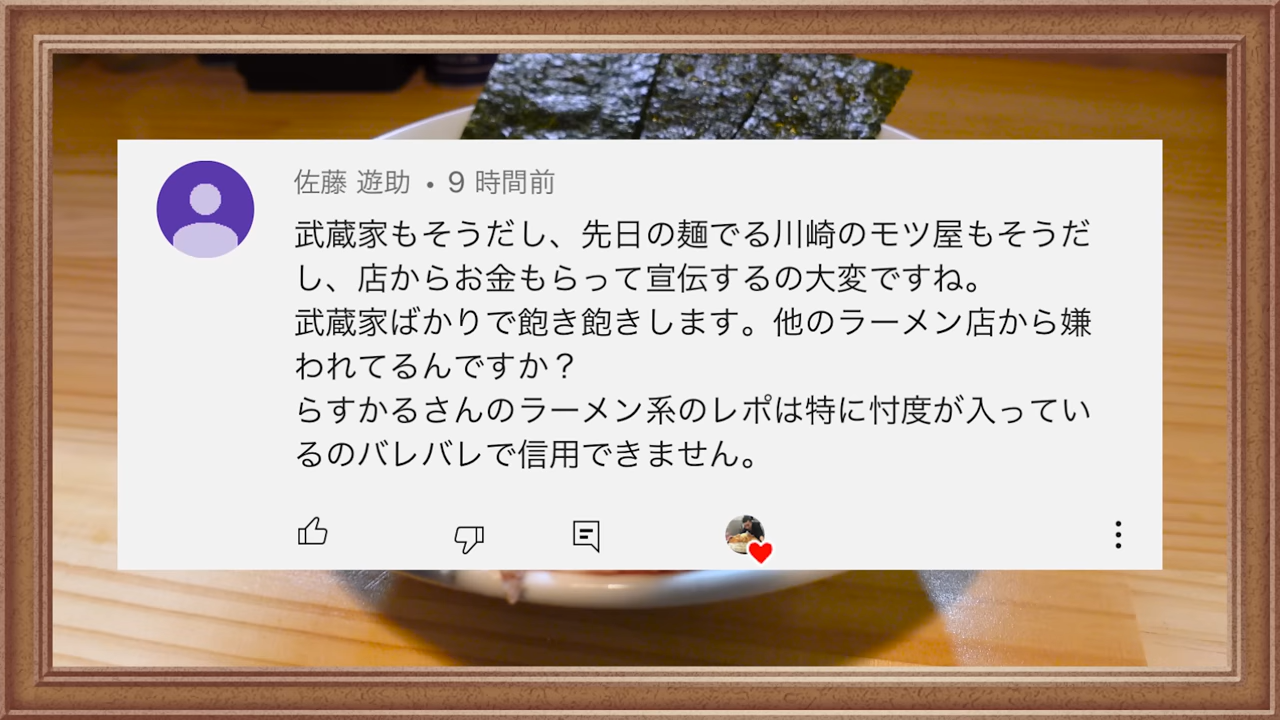 佐藤 遊助 • 9 時間前
武蔵家もそうだし、先日の麺でる川崎のモツ屋もそうだ
し、店からお金もらって宣伝するの大変ですね。
武蔵家ばかりで飽き飽きします。他のラーメン店から嫌
われてるんですか？
らすかるさんのラーメン系のレポは特に忖度が入ってい
るのバレバレで信用できません。